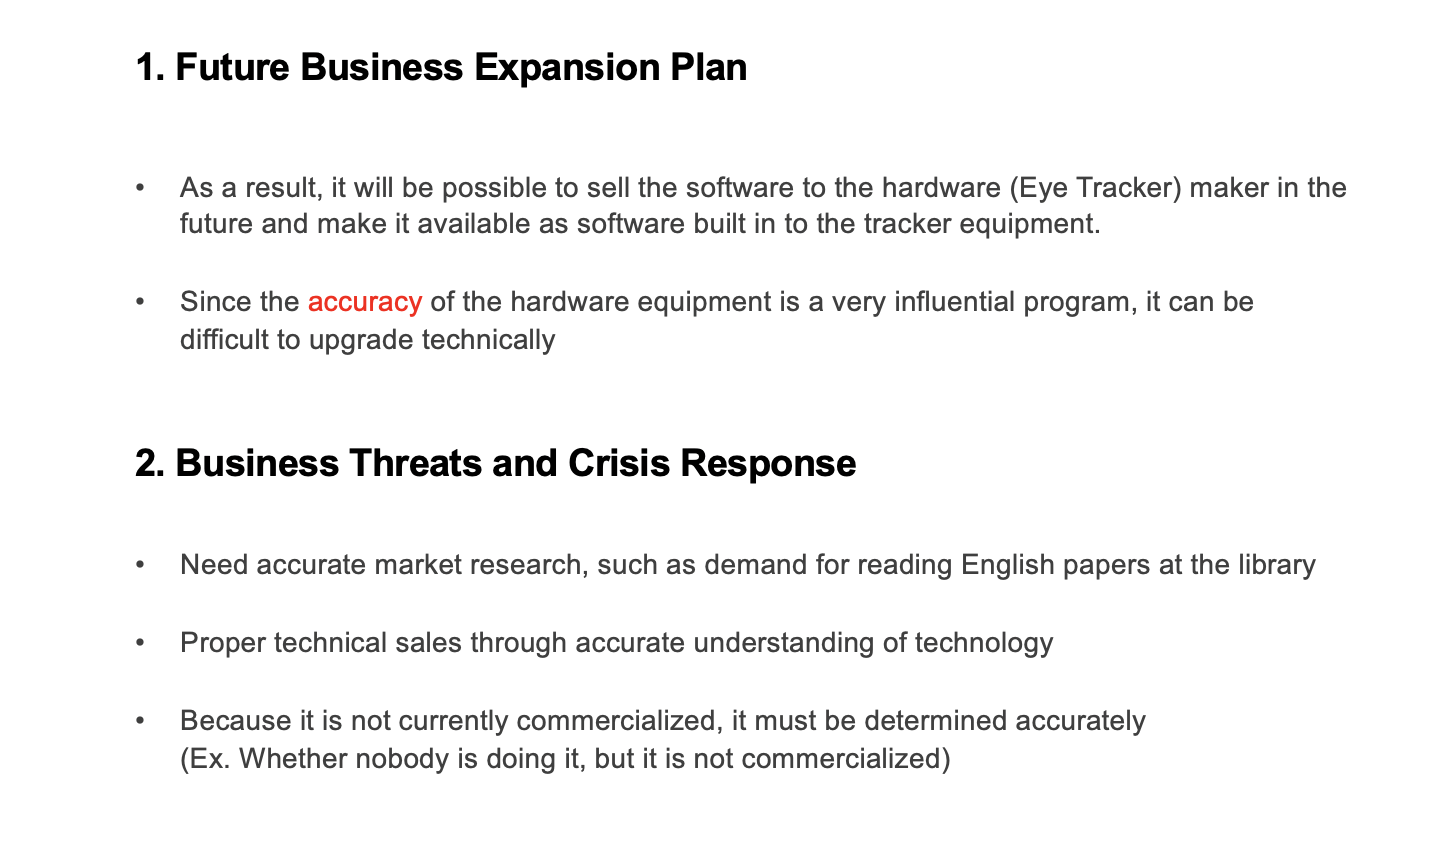 1. Future Business Expansion Plan
• As a result, it will be possible to sell the software to the hardware (Eye Tracker) maker in the
future and make it available as software built in to the tracker equipment.
• Since the accuracy of the hardware equipment is a very influential program, it can be
difficult to upgrade technically
2. Business Threats and Crisis Response
• Need accurate market research, such as demand for reading English papers at the library
• Proper technical sales through accurate understanding of technology
• Because it is not currently commercialized, it must be determined accurately
(Ex. Whether nobody is doing it, but it is not commercialized)